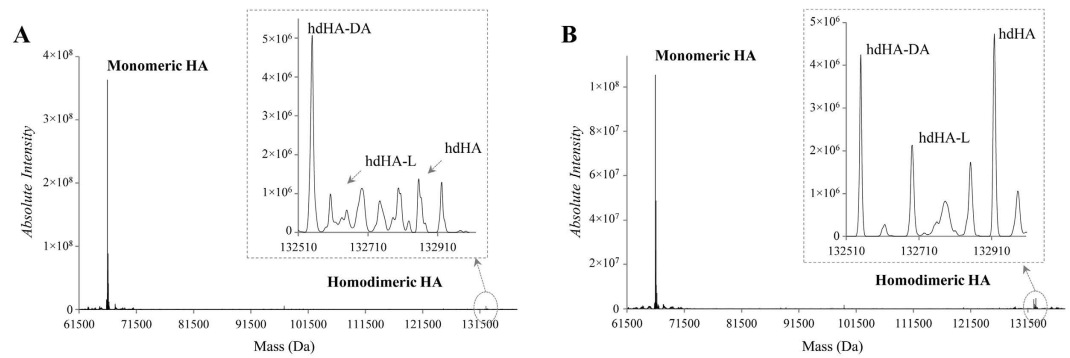 A
Absolute Intensity
4×10⁸
3×10⁸
2×10⁸
1×10⁸
0
Monomeric HA
hdHA-DA
hdHA-L
hdHA
5×10⁶
4×10⁶
3×10⁶
2×10⁶
1×10⁶
0
132510 132710 132910
Homodimeric HA
61500 71500 81500 91500 101500 111500 121500 131500
Mass (Da)
B
Absolute Intensity
1×10⁸
8×10⁷
6×10⁷
4×10⁷
2×10⁷
0
Monomeric HA
hdHA-DA
hdHA-L
hdHA
5×10⁶
4×10⁶
3×10⁶
2×10⁶
1×10⁶
0
132510 132710 132910
Homodimeric HA
61500 71500 81500 91500 101500 111500 121500 131500
Mass (Da)